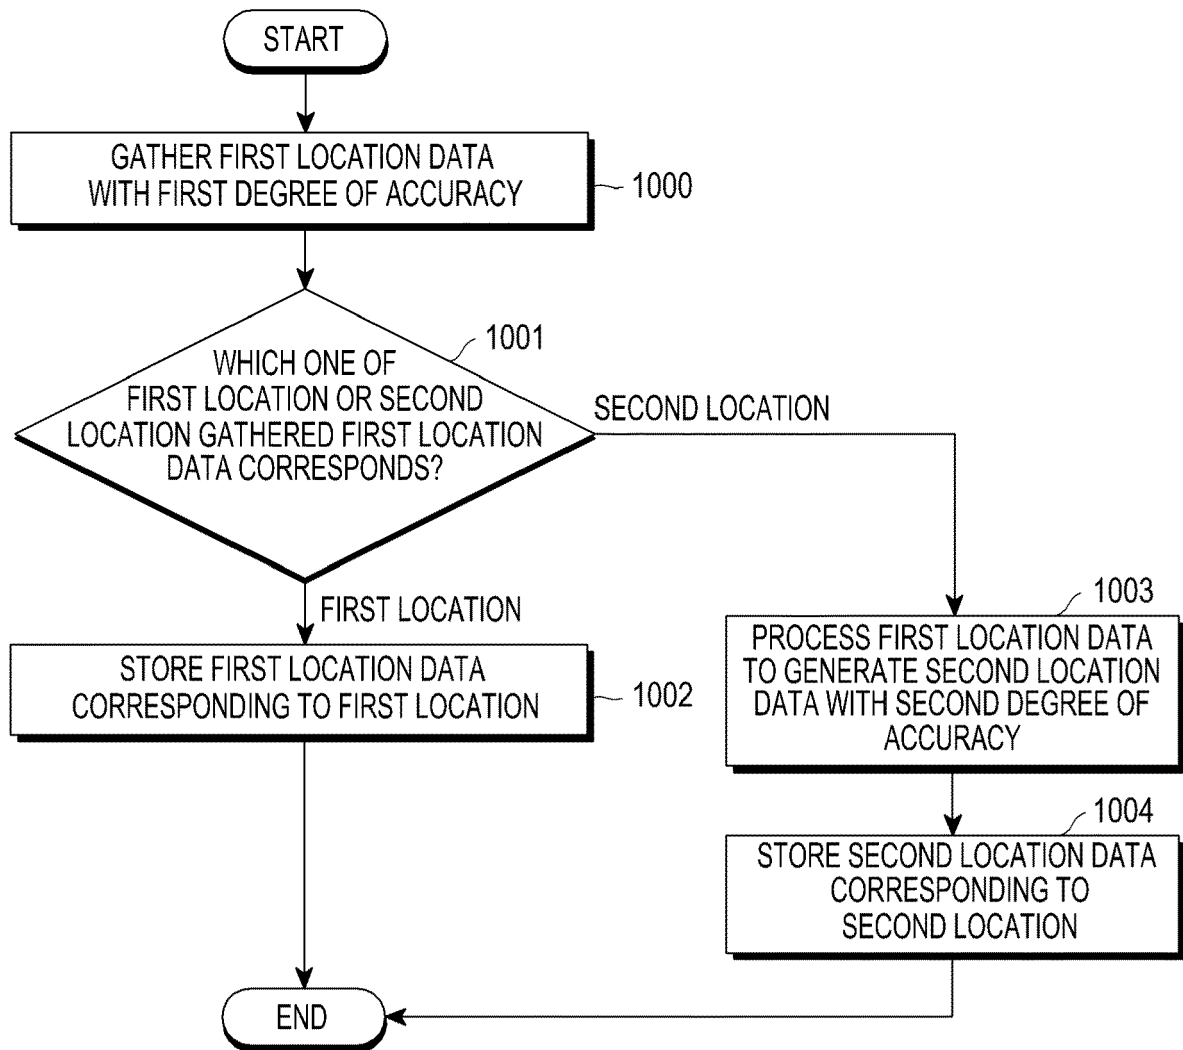 START
GATHER FIRST LOCATION DATA
WITH FIRST DEGREE OF ACCURACY
1000
1001
WHICH ONE OF
FIRST LOCATION OR SECOND
LOCATION GATHERED FIRST LOCATION
DATA CORRESPONDS?
SECOND LOCATION
FIRST LOCATION
STORE FIRST LOCATION DATA
CORRESPONDING TO FIRST LOCATION
1002
1003
PROCESS FIRST LOCATION DATA
TO GENERATE SECOND LOCATION
DATA WITH SECOND DEGREE OF
ACCURACY
1004
STORE SECOND LOCATION DATA
CORRESPONDING TO
SECOND LOCATION
END